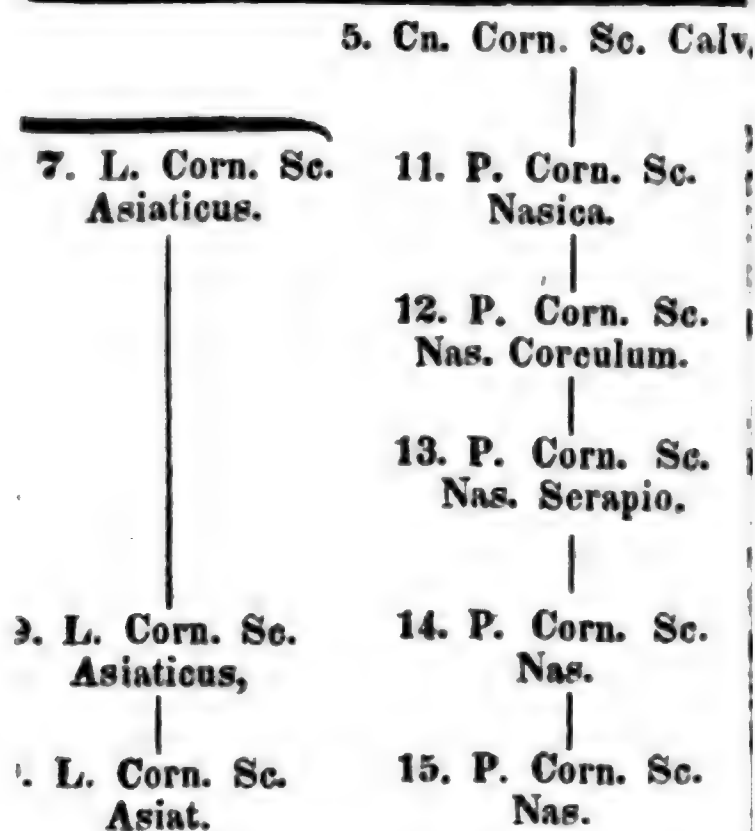 5. Cn. Corn. Sc. Calv.
7. L. Corn. Sc.
Asiaticus.
11. P. Corn. Sc.
Nasica.
12. P. Corn. Sc.
Nas. Corculum.
13. P. Corn. Sc.
Nas. Serapio.
9. L. Corn. Sc.
Asiaticus,
14. P. Corn. Sc.
Nas.
. L. Corn. Sc.
Asiat.
15. P. Corn. Sc.
Nas.